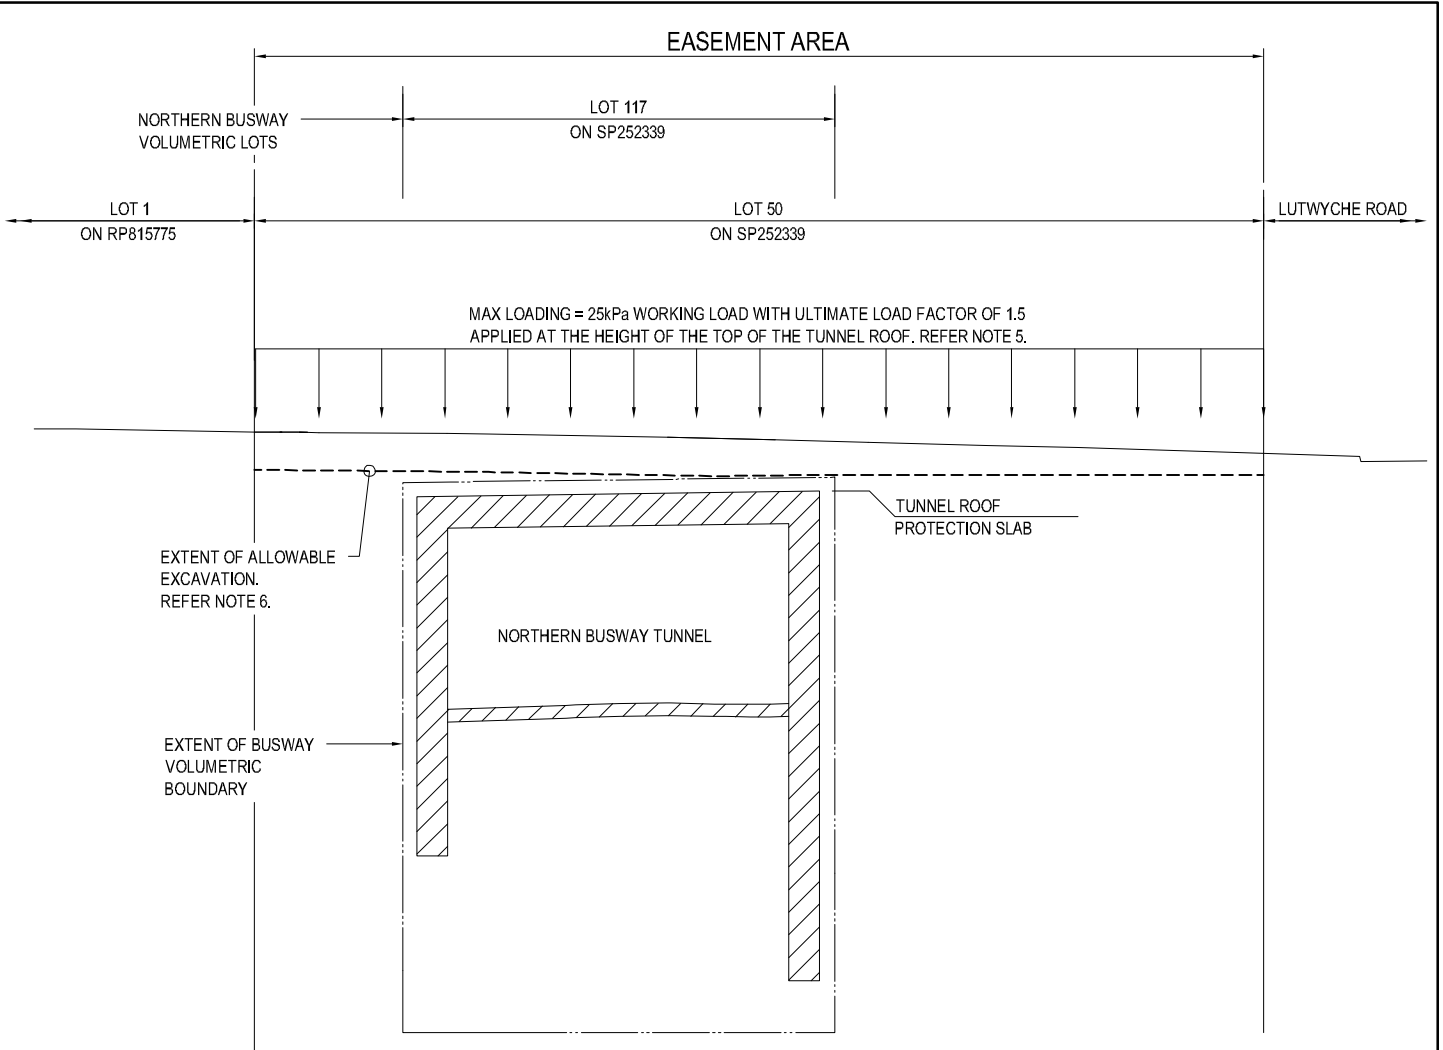 EASEMENT AREA
LOT 117
ON SP252339
NORTHERN BUSWAY
VOLUMETRIC LOTS
LOT 1
ON RP815775
LOT 50
ON SP252339
LUTWYCHE ROAD
MAX LOADING = 25kPa WORKING LOAD WITH ULTIMATE LOAD FACTOR OF 1.5
APPLIED AT THE HEIGHT OF THE TOP OF THE TUNNEL ROOF. REFER NOTE 5.
TUNNEL ROOF
PROTECTION SLAB
EXTENT OF ALLOWABLE
EXCAVATION.
REFER NOTE 6.
NORTHERN BUSWAY TUNNEL
EXTENT OF BUSWAY
VOLUMETRIC
BOUNDARY